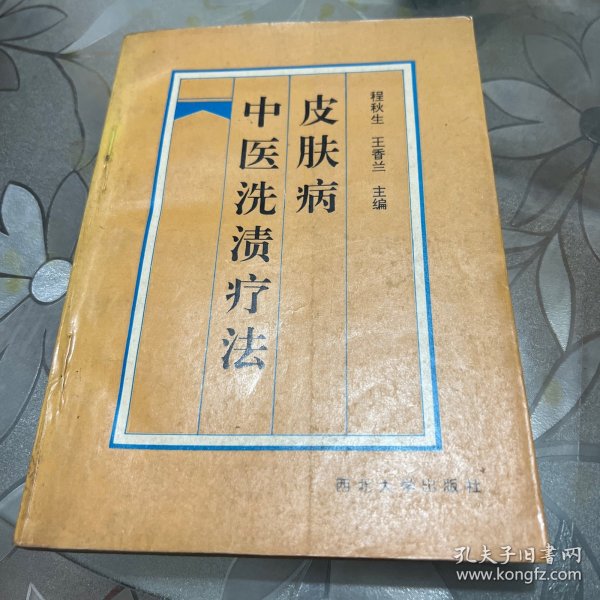 程秋生 王香兰 主编
皮肤病
中医洗渍疗法
西北大学出版社
孔夫子旧书网
www.kongfz.com